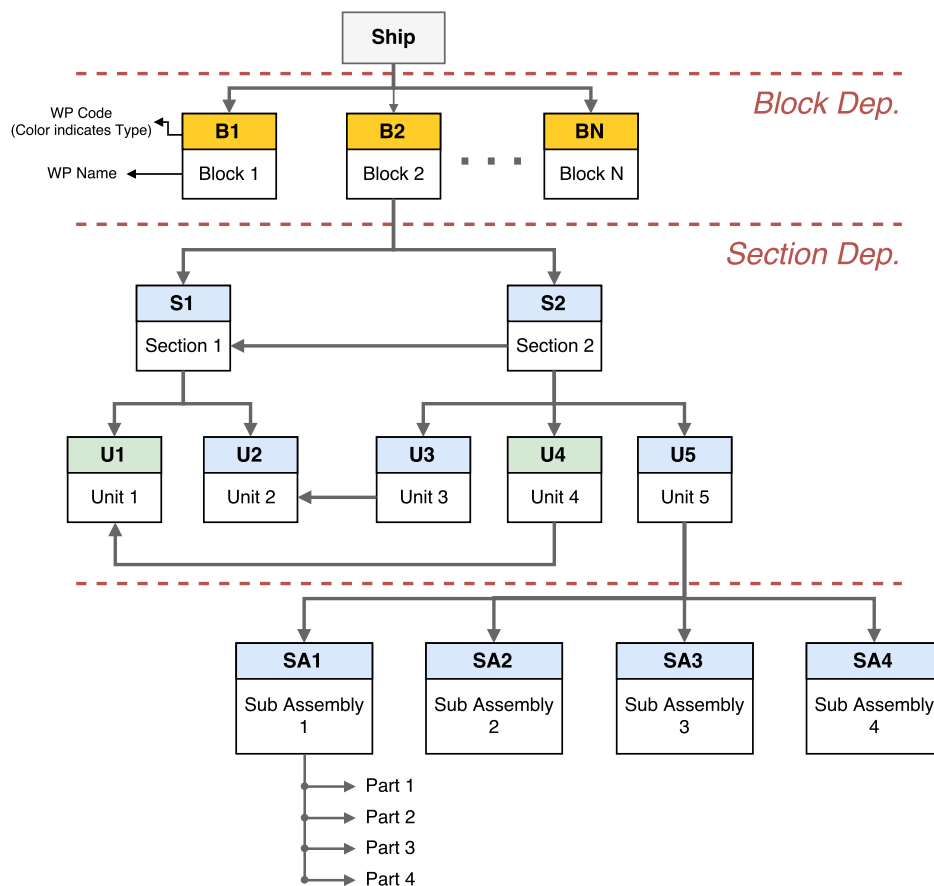 Ship
Block Dep.
WP Code
(Color indicates Type)
WP Name
B1
Block 1
B2
Block 2
BN
Block N
Section Dep.
S1
Section 1
S2
Section 2
U1
Unit 1
U2
Unit 2
U3
Unit 3
U4
Unit 4
U5
Unit 5
SA1
Sub Assembly
1
SA2
Sub Assembly
2
SA3
Sub Assembly
3
SA4
Sub Assembly
4
Part 1
Part 2
Part 3
Part 4